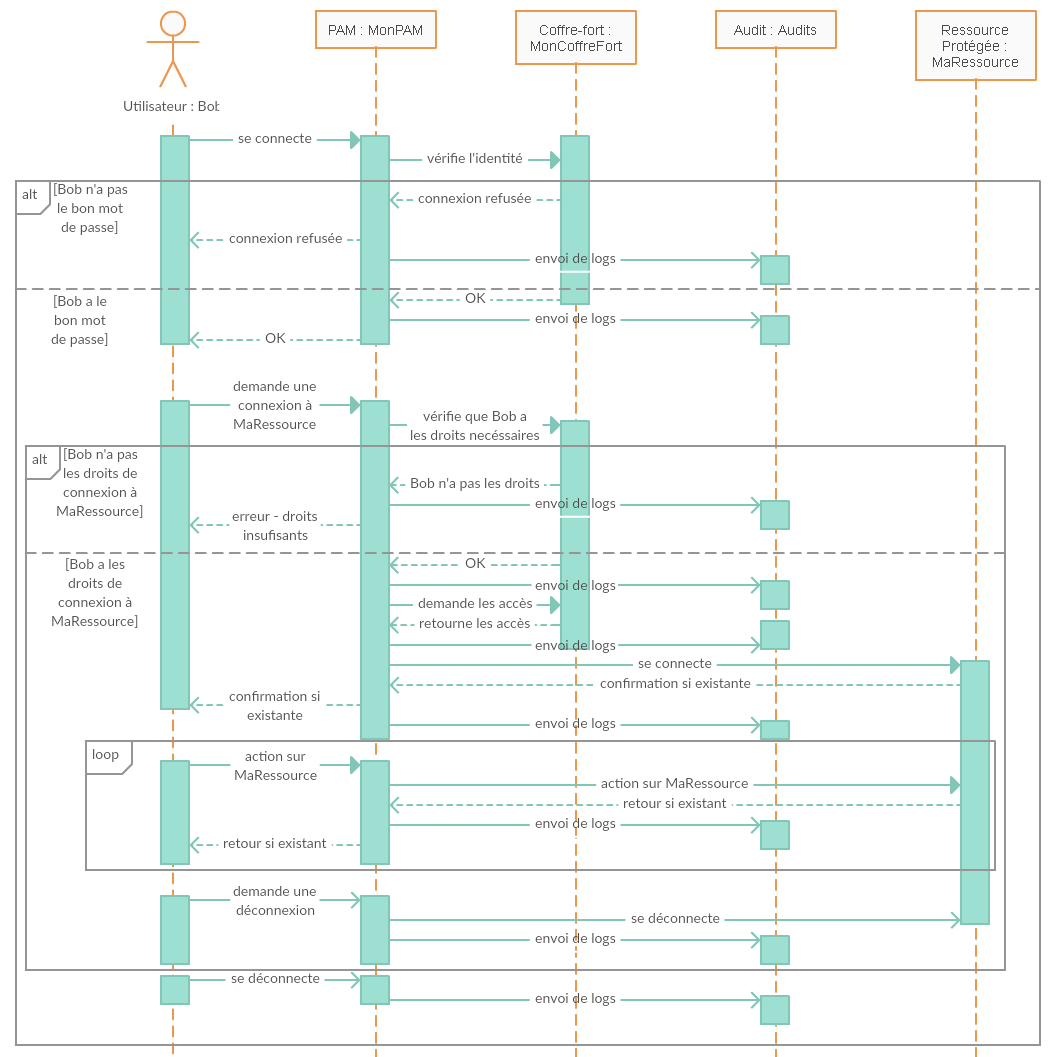 PAM : MonPAM
Coffre-fort :
MonCoffreFort
Audit : Audits
Ressource
Protégée :
MaRessource
Utilisateur : Bob
se connecte
vérifie l'identité
alt
[Bob n'a pas
le bon mot
de passe]
connexion refusée
connexion refusée
envoi de logs
[Bob a le
bon mot
de passe]
OK
envoi de logs
OK
demande une
connexion à
MaRessource
vérifie que Bob a
les droits necéssaires
alt
[Bob n'a pas
les droits de
connexion à
MaRessource]
Bob n'a pas les droits
envoi de logs
erreur - droits
insufisants
[Bob a les
droits de
connexion à
MaRessource]
OK
envoi de logs
demande les accès
retourne les accès
envoi de logs
se connecte
confirmation si existante
confirmation si
existante
envoi de logs
loop
action sur
MaRessource
action sur MaRessource
retour si existant
envoi de logs
retour si existant
demande une
déconnexion
se déconnecte
envoi de logs
se déconnecte
envoi de logs